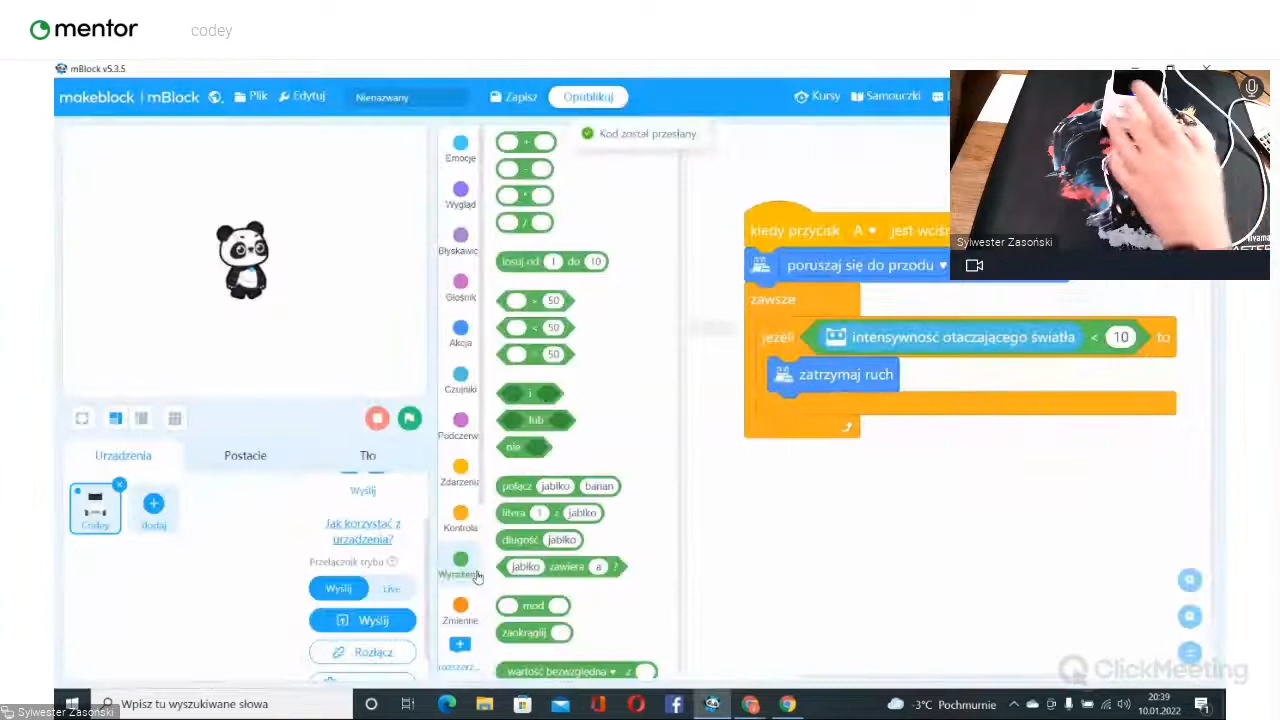 mentor codey
mBlock v5.3.5
makeblock | mBlock Plik Edytuj Nienazwany Zapisz Opublikuj Kursy Samouczki
Kod został przesłany
Sylwester Zasoński
Emocje
Wygląd
Błyskawic
Głośnik
Akcja
Czujniki
Podczerw
Zdarzenia
Kontrola
Wyrażenia
Zmienne
rozszerz...
+
-
*
/
losuj od 1 do 10
> 50
< 50
= 50
i
lub
nie
połącz jabłko banan
litera 1 z jabłko
długość jabłko
jabłko zawiera a ?
mod
zaokrąglij
wartość bezwzględna z
kiedy przycisk A jest wciśn
poruszaj się do przodu
zawsze
jeżeli intensywność otaczającego światła < 10 to
zatrzymaj ruch
Urządzenia Postacie Tło
Codey
dodaj
Wyślij
Jak korzystać z
urządzenia?
Przełącznik trybu
Wyślij Live
Wyślij
Rozłącz
ClickMeeting
Wpisz tu wyszukiwane słowa
-3°C Pochmurnie
20:39
10.01.2022
1
Sylwester Zasoński